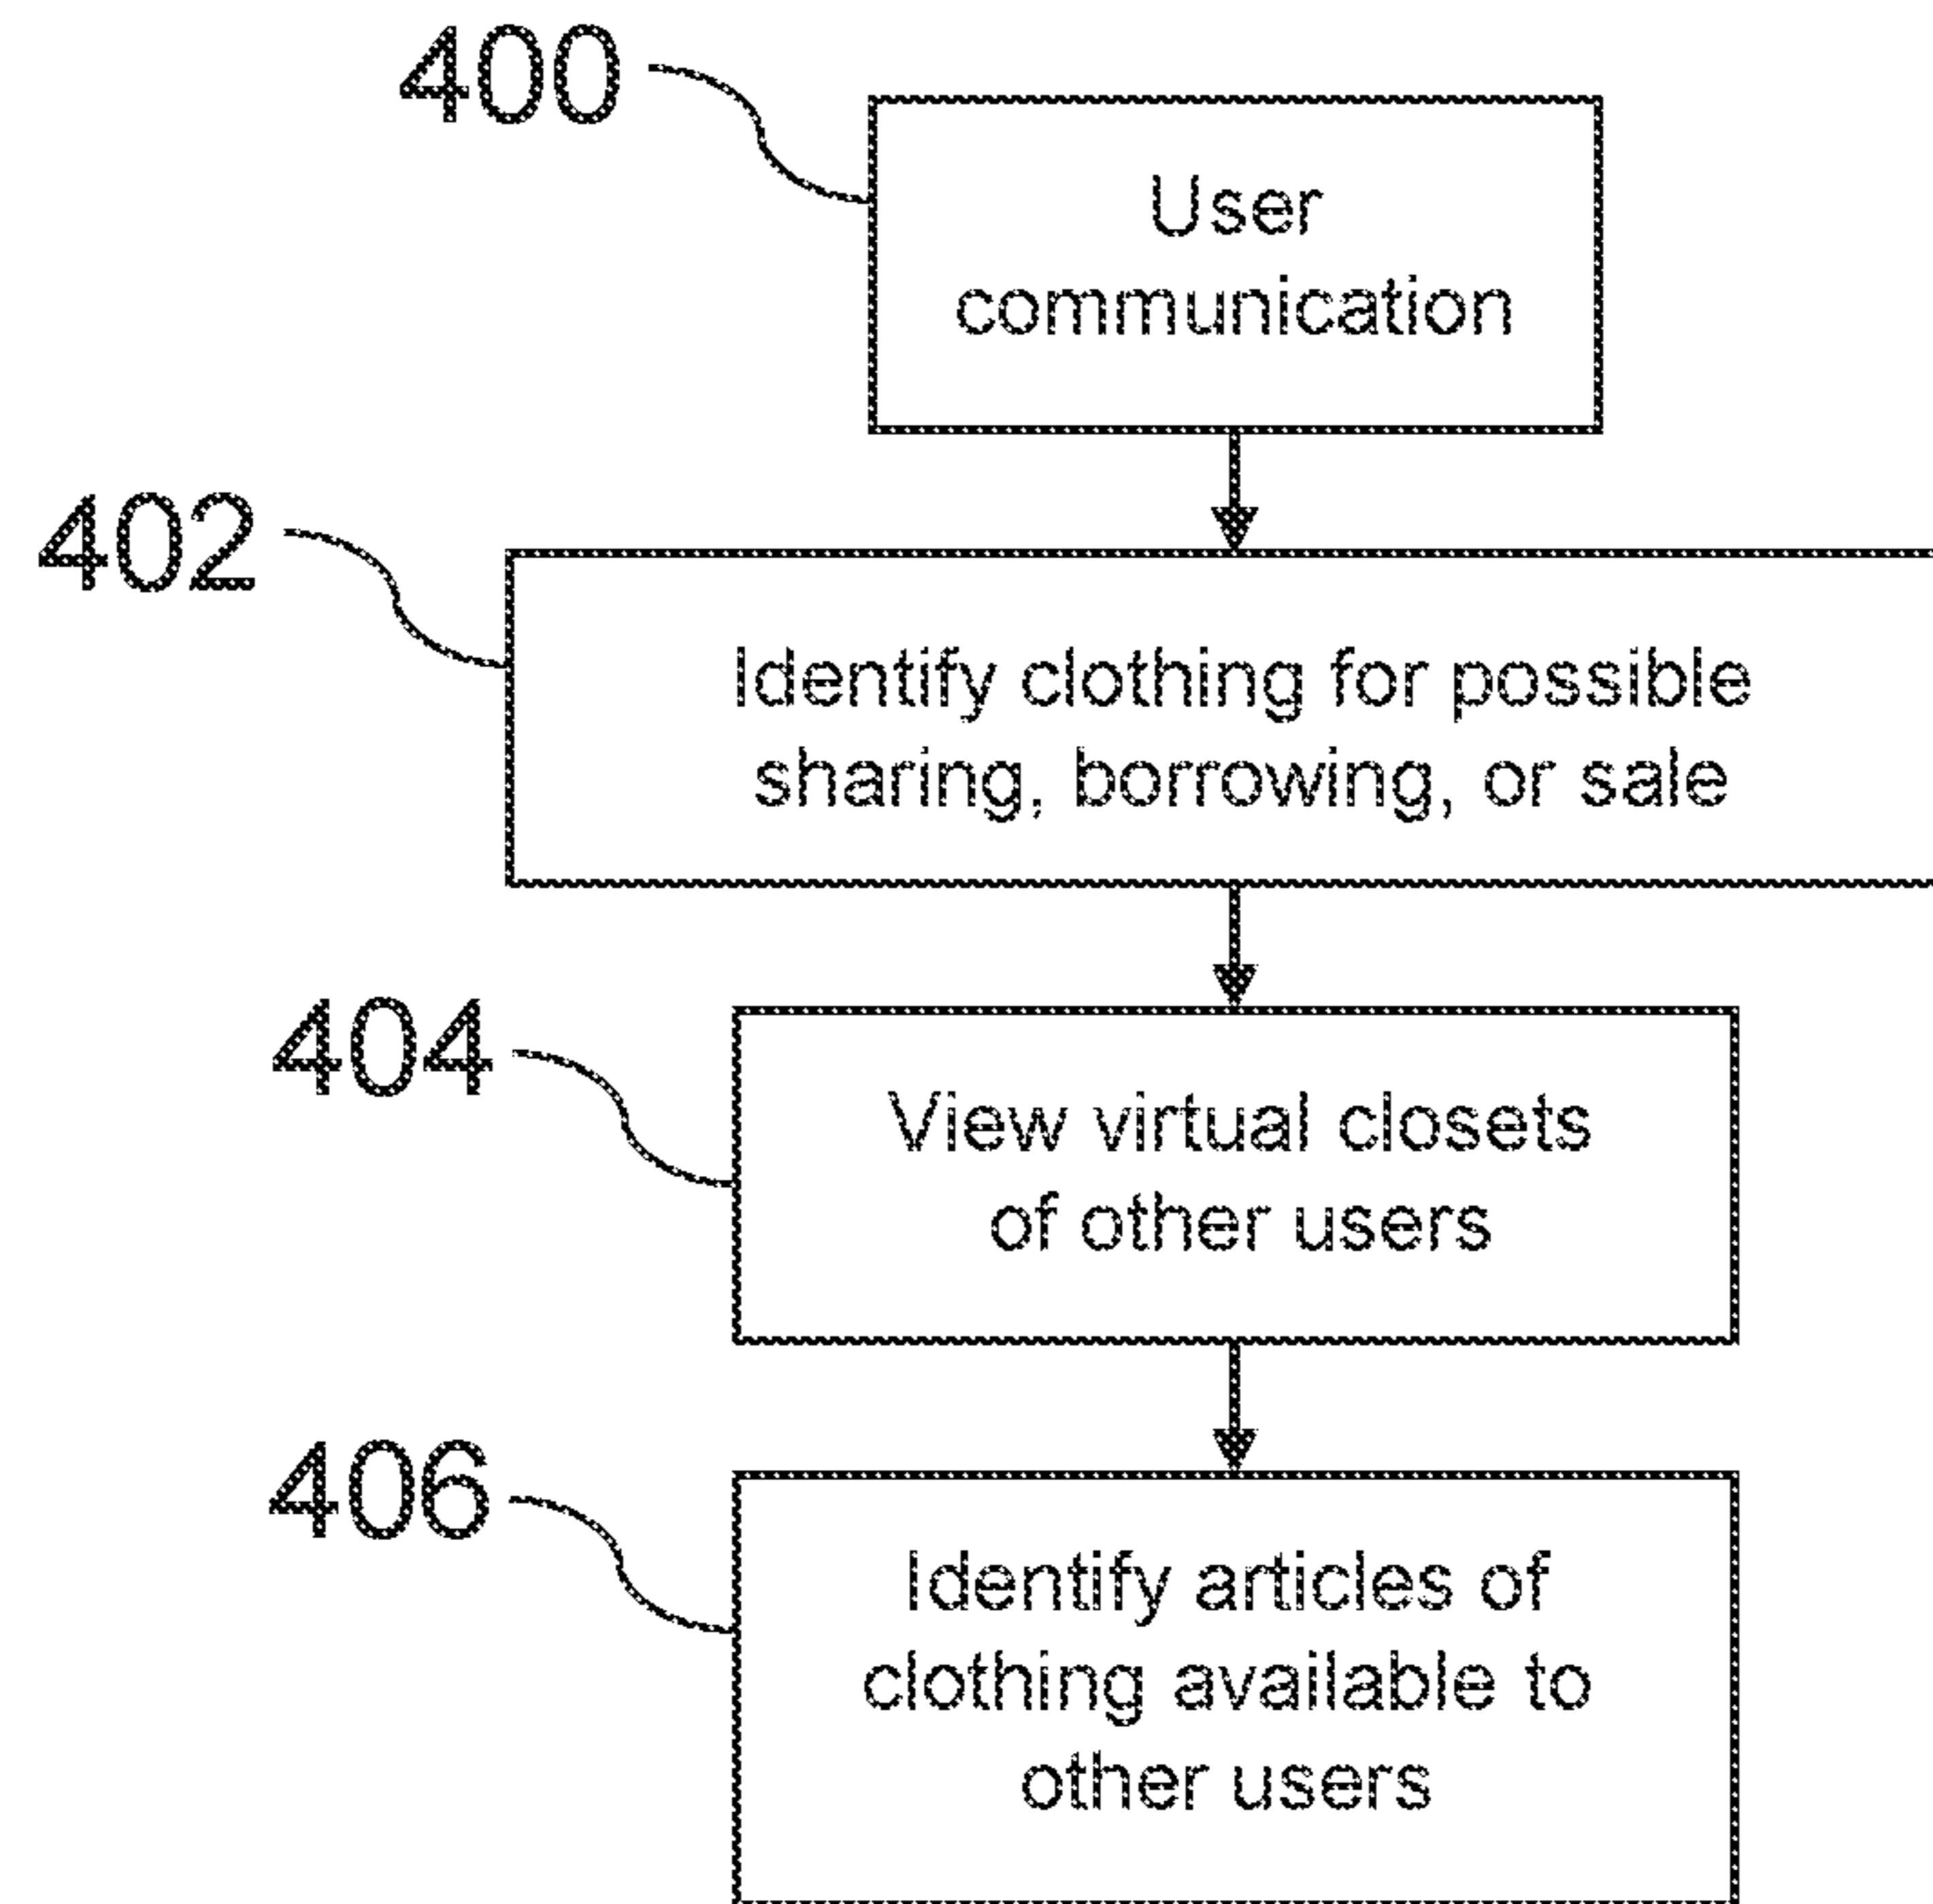 400
User
communication
402
Identify clothing for possible
sharing, borrowing, or sale
404
View virtual closets
of other users
406
Identify articles of
clothing available to
other users